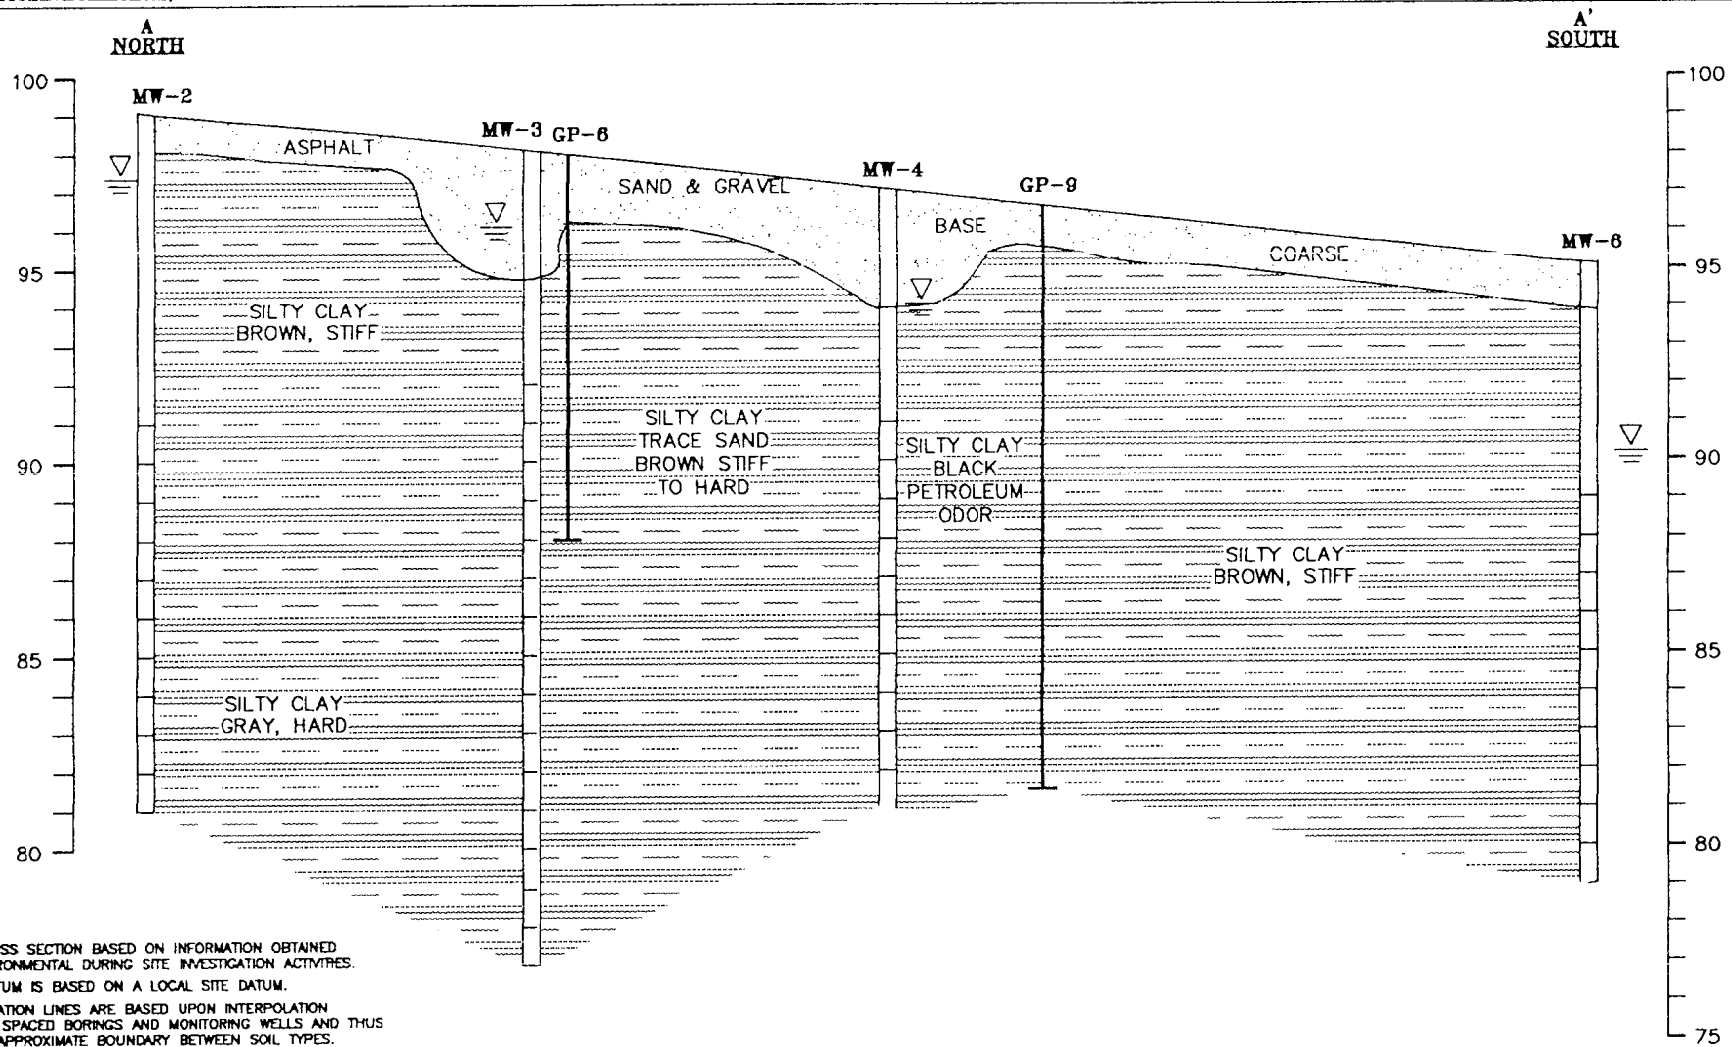 A
NORTH
A'
SOUTH
100
95
90
85
80
100
95
90
85
80
75
MW-2
MW-3
GP-6
MW-4
GP-9
MW-6
ASPHALT
SAND & GRAVEL
BASE
COARSE
SILTY CLAY
BROWN, STIFF
SILTY CLAY
TRACE SAND
BROWN STIFF
TO HARD
SILTY CLAY
BLACK
PETROLEUM
ODOR
SILTY CLAY
BROWN, STIFF
SILTY CLAY
GRAY, HARD
SS SECTION BASED ON INFORMATION OBTAINED
RONMENTAL DURING SITE INVESTIGATION ACTIVITIES.
TUM IS BASED ON A LOCAL SITE DATUM.
ATION LINES ARE BASED UPON INTERPOLATION
SPACED BORINGS AND MONITORING WELLS AND THUS
APPROXIMATE BOUNDARY BETWEEN SOIL TYPES.